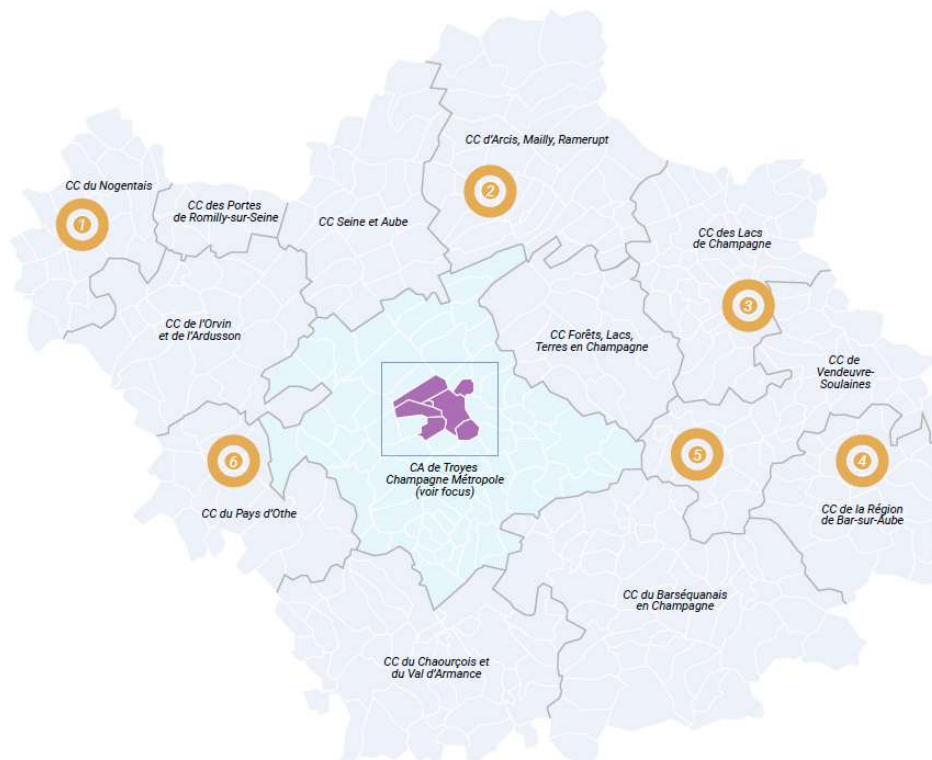 CC d'Arcis, Mailly, Ramerupt
CC du Nogentais
2
CC des Portes
de Romilly-sur-Seine
CC Seine et Aube
1
CC des Lacs
de Champagne
3
CC de l'Orvin
et de l'Ardusson
CC Forêts, Lacs,
Terres en Champagne
CC de
Vendeuvre-
Soulaines
6
CA de Troyes
Champagne Métropole
(voir focus)
5
4
CC du Pays d'Othe
CC de la Région
de Bar-sur-Aube
CC du Barséquanais
en Champagne
CC du Chaourçois et
du Val d'Armance